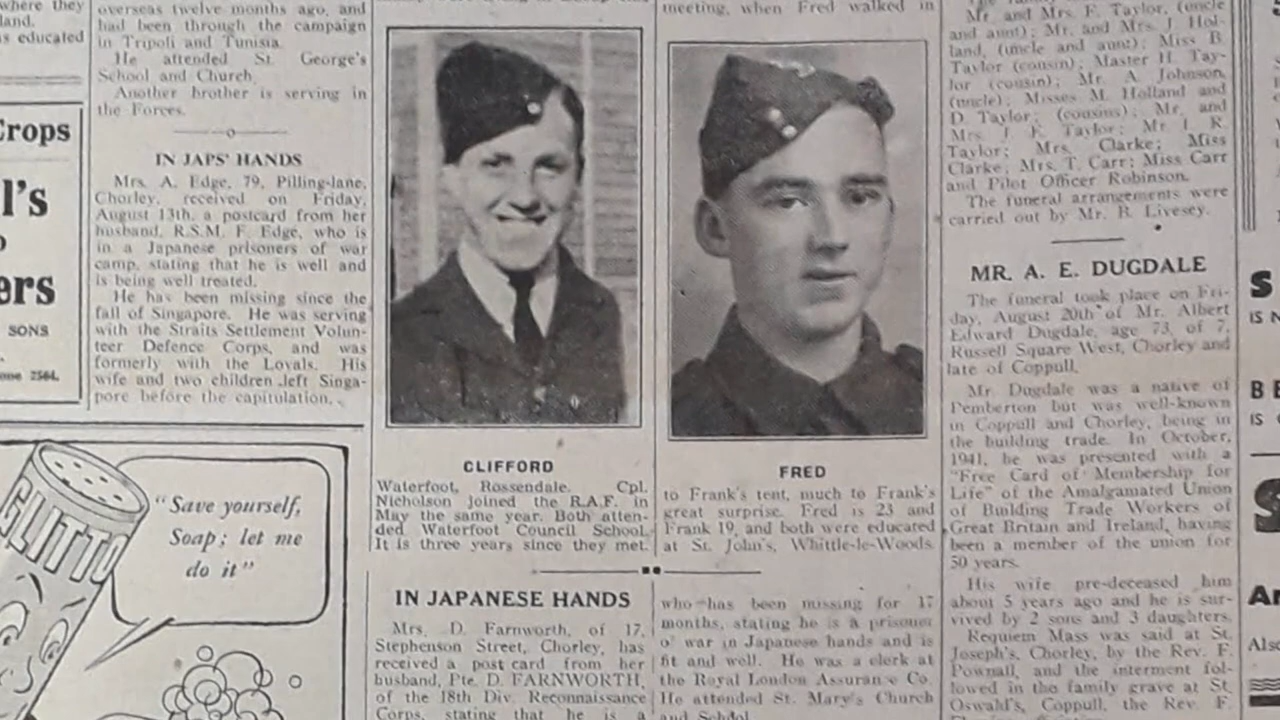 where they
land.
s educated
Crops
l's
ers
SONS
one 2564.
overseas twelve months ago, and
had been through the campaign
in Tripoli and Tunisia.
He attended St. George's
School and Church.
Another brother is serving in
the Forces.
IN JAPS' HANDS
Mrs. A. Edge, 79, Pilling-lane,
Chorley, received on Friday,
August 13th, a postcard from her
husband, R.S.M. F. Edge, who is
in a Japanese prisoners of war
camp, stating that he is well and
is being well treated.
He has been missing since the
fall of Singapore. He was serving
with the Straits Settlement Volun-
teer Defence Corps, and was
formerly with the Loyals. His
wife and two children left Singa-
pore before the capitulation.
GLITTO
"Save yourself,
Soap; let me
do it"
CLIFFORD
Waterfoot, Rossendale. Cpl.
Nicholson joined the R.A.F. in
May the same year. Both atten-
ded Waterfoot Council School.
It is three years since they met.
meeting, when Fred walked in
FRED
to Frank's tent, much to Frank's
great surprise. Fred is 23 and
Frank 19, and both were educated
at St. John's, Whittle-le-Woods.
IN JAPANESE HANDS
Mrs. D. Farnworth, of 17,
Stephenson Street, Chorley, has
received a post card from her
husband, Pte. D. FARNWORTH,
of the 18th Div. Reconnaissance
Corps, stating that he is a
who has been missing for 17
months, stating he is a prisoner
o' war in Japanese hands and is
fit and well. He was a clerk at
the Royal London Assurance Co.
He attended St. Mary's Church
and School.
Mr. and Mrs. F. Taylor, (uncle
and aunt); Mr. and Mrs. J. Hol-
land, (uncle and aunt); Miss B.
Taylor (cousin); Master H. Tay-
lor (cousin); Mr. A. Johnson,
(uncle); Misses M. Holland and
D. Taylor; (cousins); Mr. and
Mrs. J. F. Taylor; Mr. J. R.
Taylor; Mrs. Clarke; Miss
Clarke; Mrs. T. Carr; Miss Carr
and Pilot Officer Robinson.
The funeral arrangements were
carried out by Mr. B. Livesey.
MR. A. E. DUGDALE
The funeral took place on Fri-
day, August 20th of Mr. Albert
Edward Dugdale, age 73, of 7,
Russell Square West, Chorley and
late of Coppull.
Mr. Dugdale was a native of
Pemberton but was well-known
in Coppull and Chorley, being in
the building trade. In October,
1941, he was presented with a
"Free Card of Membership for
Life" of the Amalgamated Union
of Building Trade Workers of
Great Britain and Ireland, having
been a member of the union for
50 years.
His wife pre-deceased him
about 5 years ago and he is sur-
vived by 2 sons and 3 daughters.
Requiem Mass was said at St.
Joseph's, Chorley, by the Rev. F.
Pownall, and the interment fol-
lowed in the family grave at St.
Oswald's, Coppull, the Rev. F.
S
IS N
B E
IS
S
Ar
Also